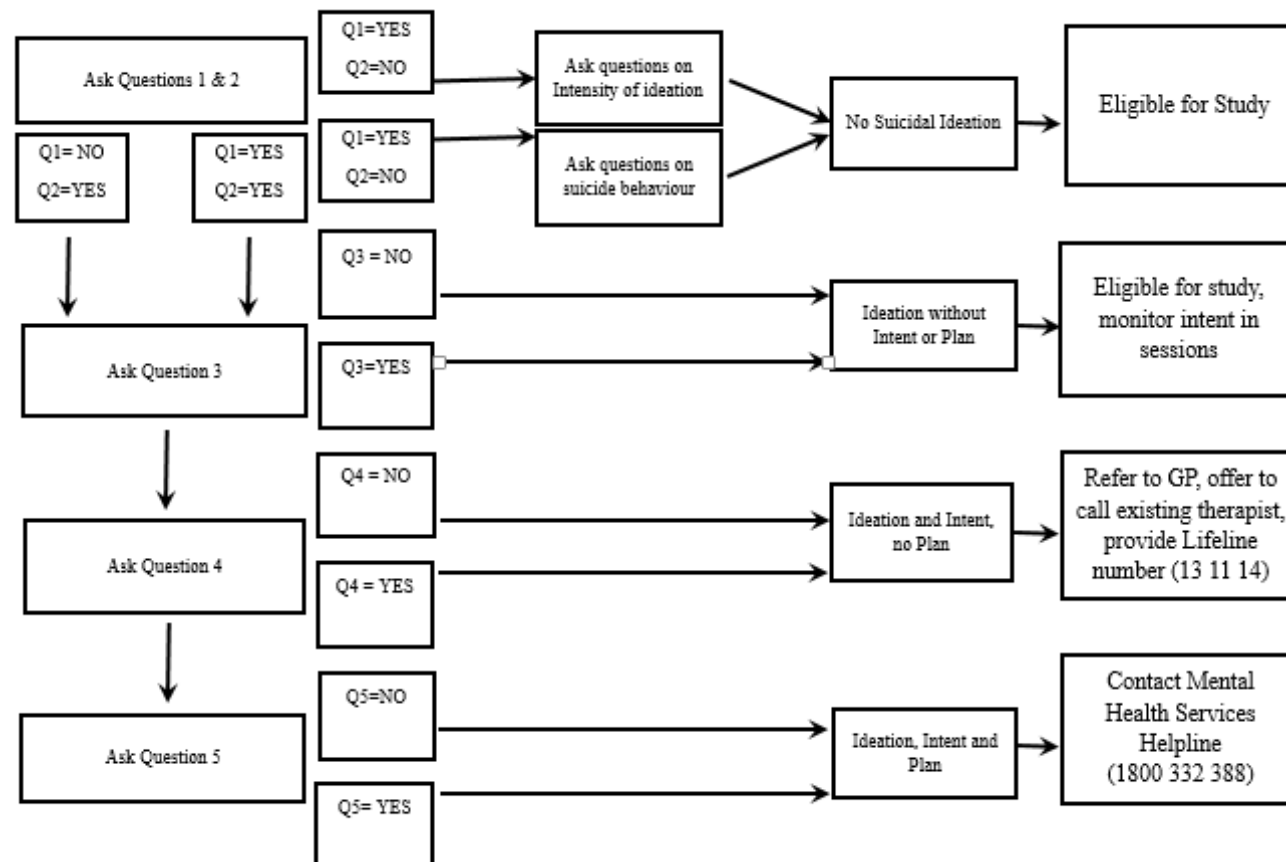 Ask Questions 1 & 2
Q1= NO
Q2=YES
Q1=YES
Q2=YES
Q1=YES
Q2=NO
Q1=YES
Q2=NO
Ask questions on
Intensity of ideation
Ask questions on
suicide behaviour
No Suicidal Ideation
Eligible for Study
Ask Question 3
Q3 = NO
Q3=YES
Ideation without
Intent or Plan
Eligible for study,
monitor intent in
sessions
Ask Question 4
Q4 = NO
Q4 = YES
Ideation and Intent,
no Plan
Refer to GP, offer to
call existing therapist,
provide Lifeline
number (13 11 14)
Ask Question 5
Q5=NO
Q5= YES
Ideation, Intent and
Plan
Contact Mental
Health Services
Helpline
(1800 332 388)